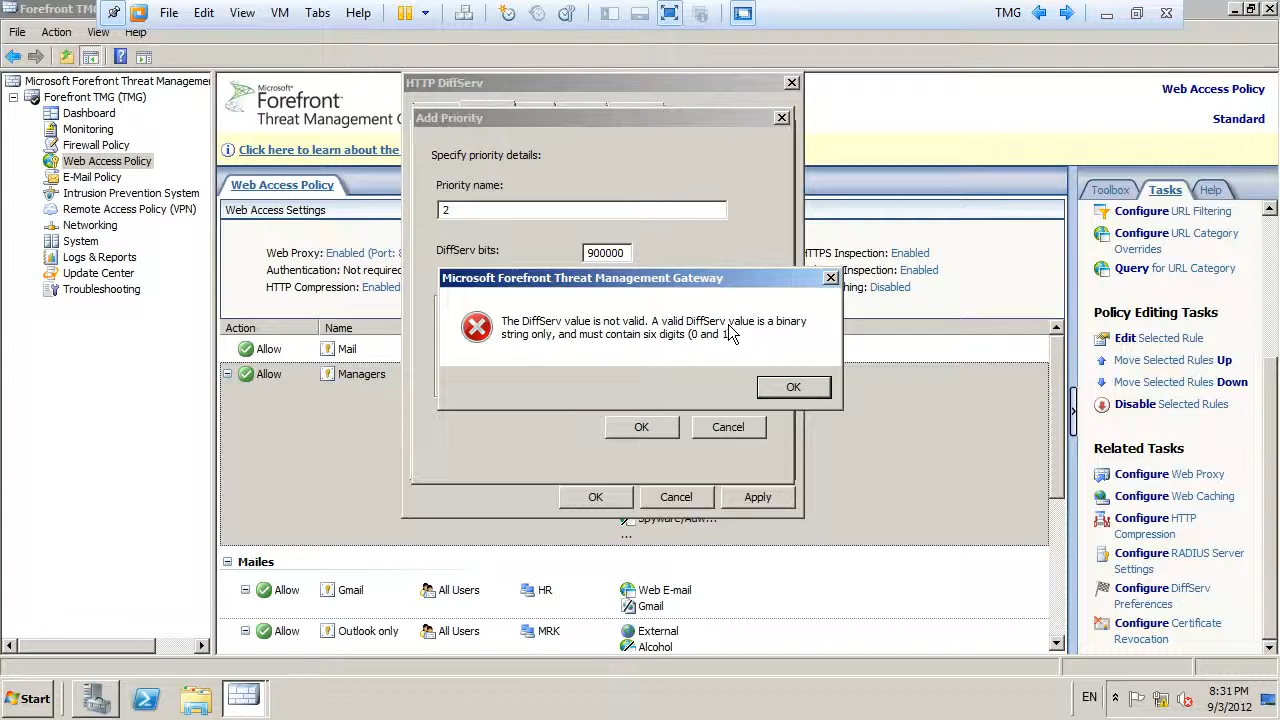 Forefront TMG
File Edit View VM Tabs Help
TMG
File Action View Help
Microsoft Forefront Threat Manageme
Forefront TMG (TMG)
Dashboard
Monitoring
Firewall Policy
Web Access Policy
E-Mail Policy
Intrusion Prevention System
Remote Access Policy (VPN)
Networking
System
Logs & Reports
Update Center
Troubleshooting
Microsoft
Forefront
Threat Management G
Web Access Policy
Standard
Click here to learn about the
Web Access Policy
Web Access Settings
Web Proxy: Enabled (Port: 8
Authentication: Not required
HTTP Compression: Enabled
HTTPS Inspection: Enabled
Inspection: Enabled
hing: Disabled
Action Name
Allow Mail
Allow Managers
Spyware/Adw...
...
Mailes
Allow Gmail All Users HR Web E-mail
Gmail
Allow Outlook only All Users MRK External
Alcohol
HTTP DiffServ
Add Priority
Specify priority details:
Priority name:
2
DiffServ bits: 900000
Microsoft Forefront Threat Management Gateway
The DiffServ value is not valid. A valid DiffServ value is a binary
string only, and must contain six digits (0 and 1
OK
OK Cancel
OK Cancel Apply
Toolbox Tasks Help
Configure URL Filtering
Configure URL Category
Overrides
Query for URL Category
Policy Editing Tasks
Edit Selected Rule
Move Selected Rules Up
Move Selected Rules Down
Disable Selected Rules
Related Tasks
Configure Web Proxy
Configure Web Caching
Configure HTTP
Compression
Configure RADIUS Server
Settings
Configure DiffServ
Preferences
Configure Certificate
Revocation
Start
EN
8:31 PM
9/3/2012